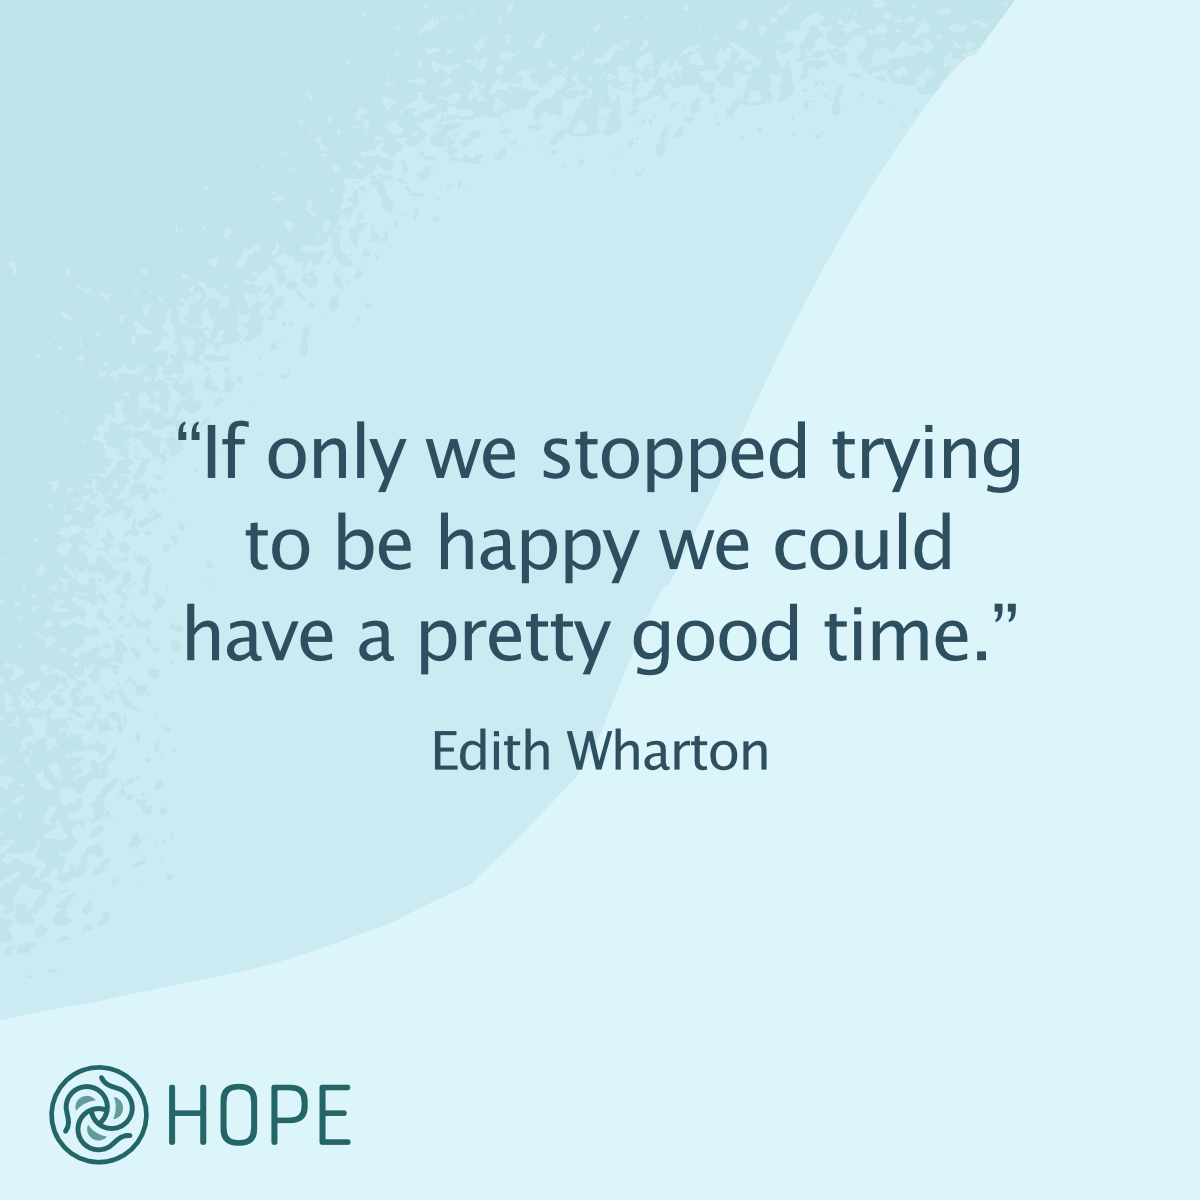 “If only we stopped trying
to be happy we could
have a pretty good time.”
Edith Wharton
HOPE